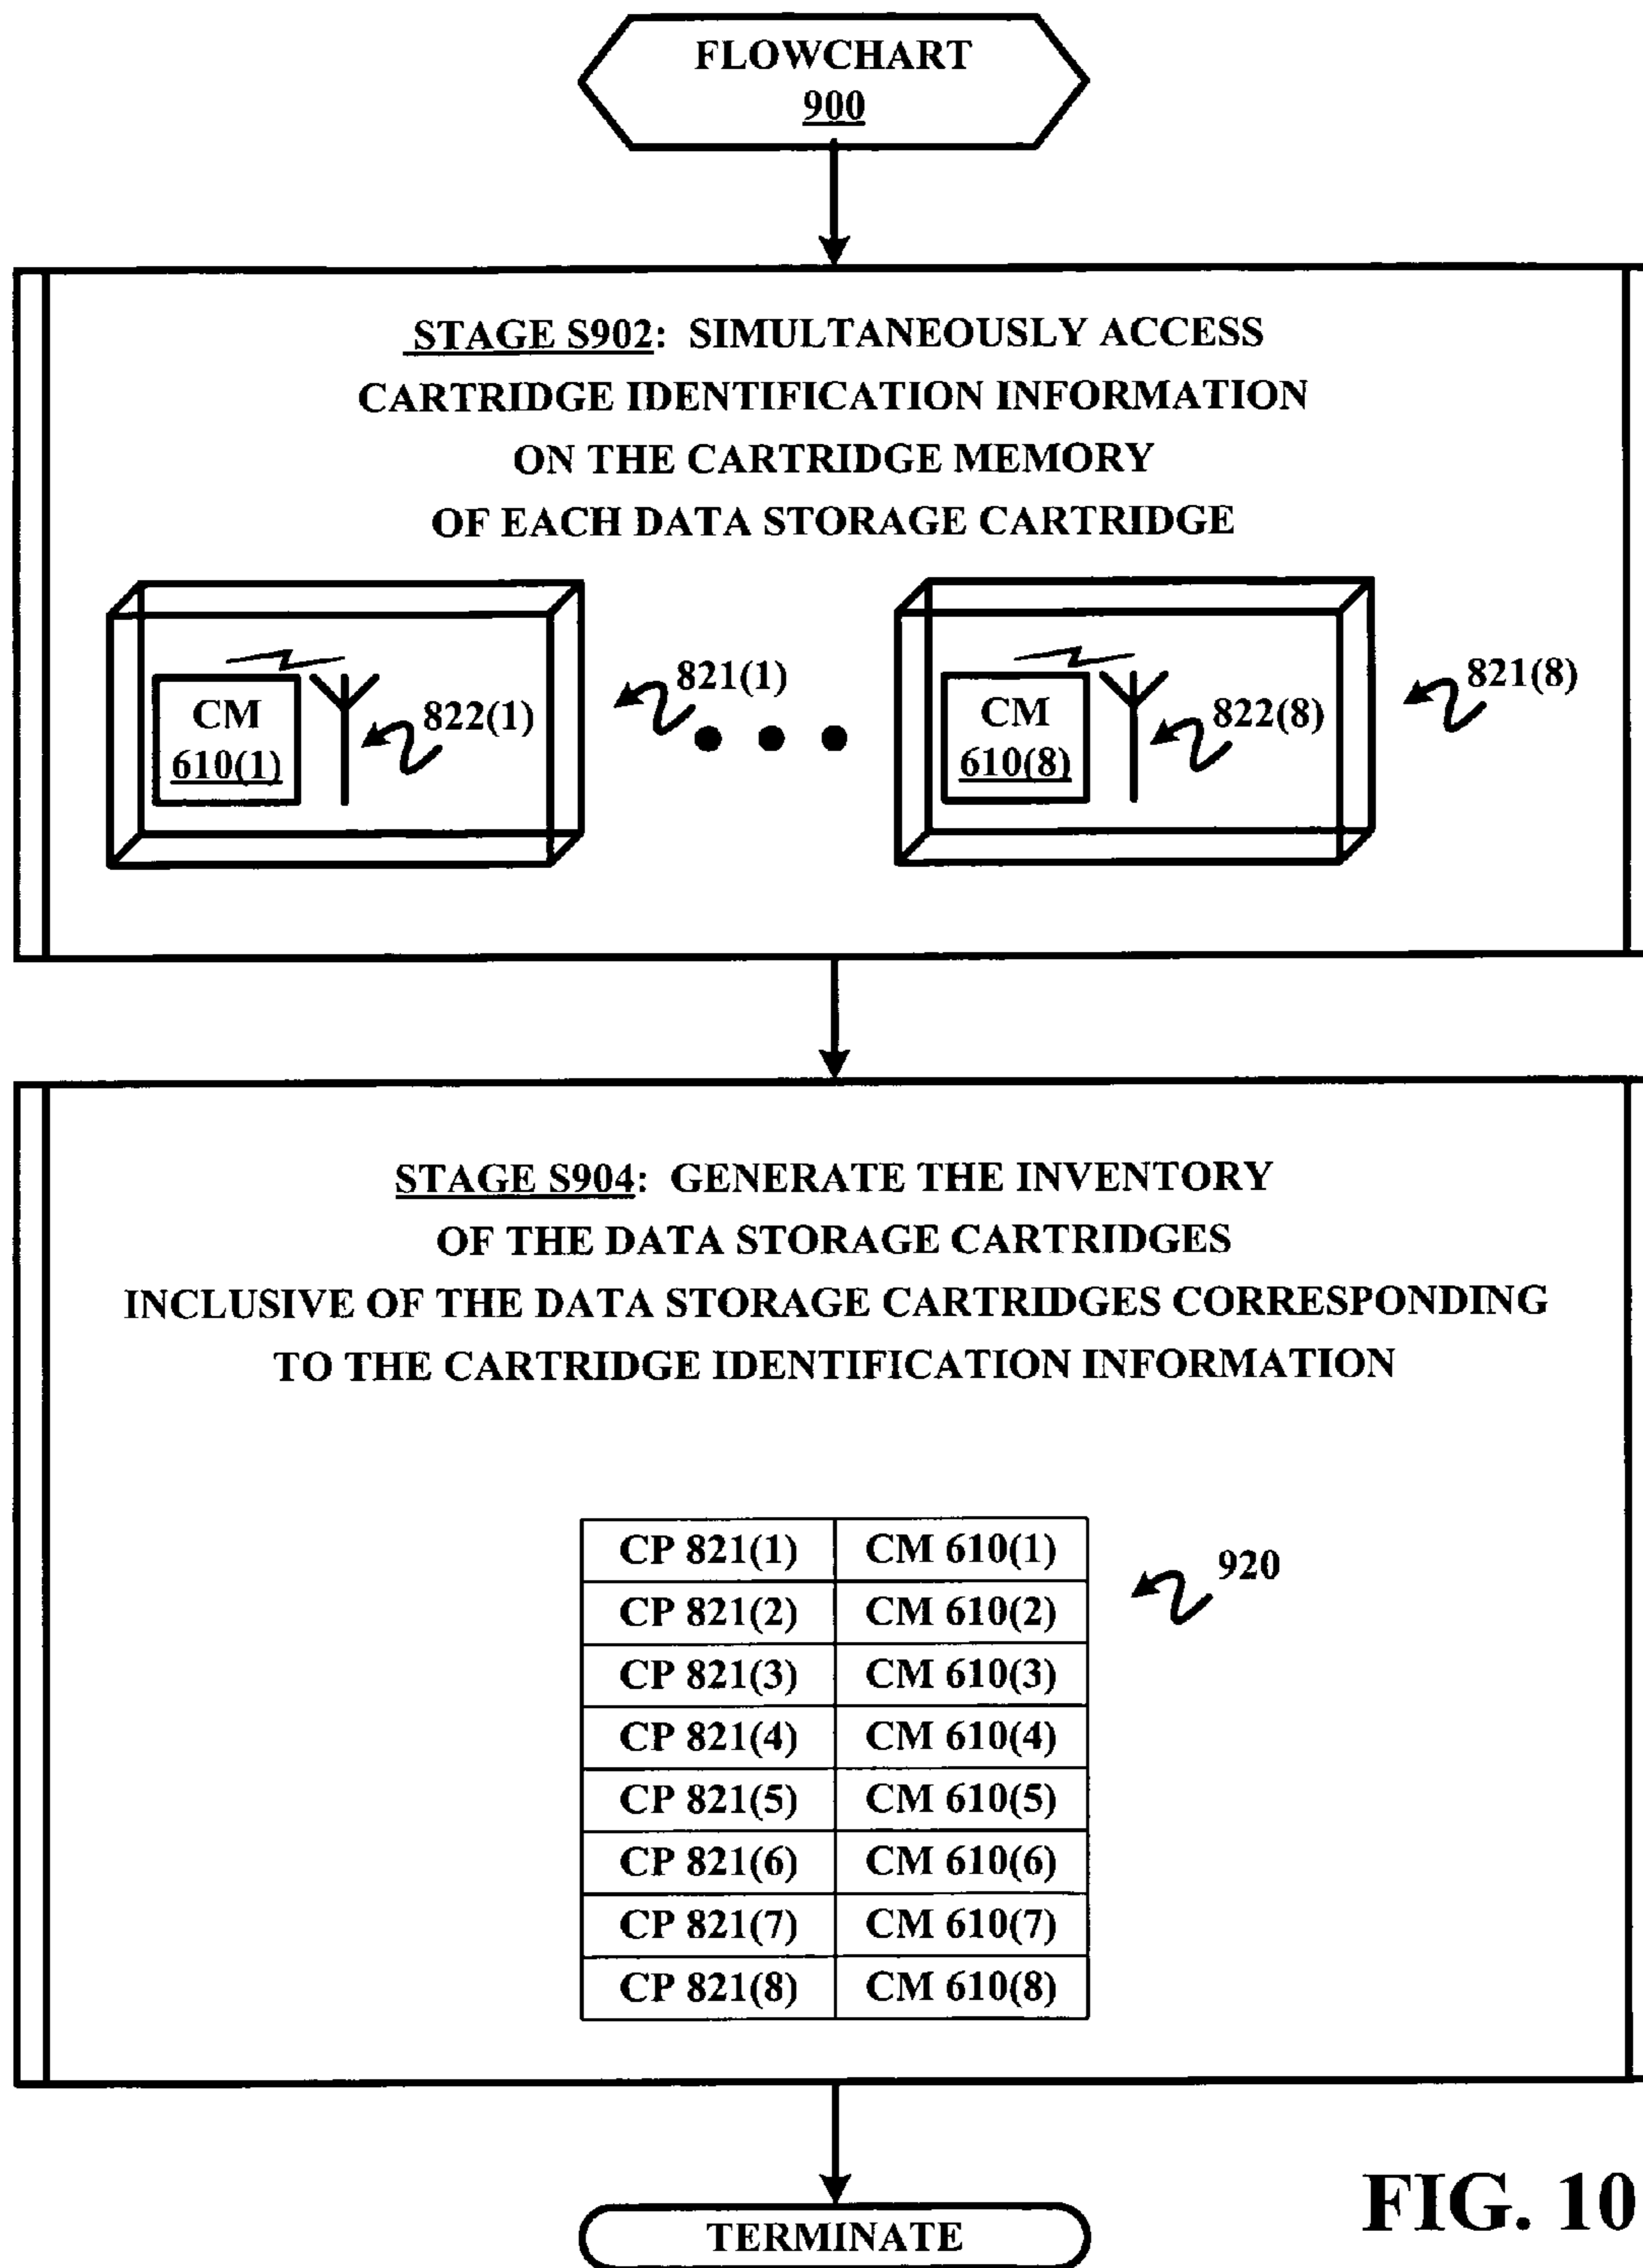 FLOWCHART
900
STAGE S902: SIMULTANEOUSLY ACCESS
CARTRIDGE IDENTIFICATION INFORMATION
ON THE CARTRIDGE MEMORY
OF EACH DATA STORAGE CARTRIDGE
CM
610(1)
822(1)
821(1)
CM
610(8)
822(8)
821(8)
STAGE S904: GENERATE THE INVENTORY
OF THE DATA STORAGE CARTRIDGES
INCLUSIVE OF THE DATA STORAGE CARTRIDGES CORRESPONDING
TO THE CARTRIDGE IDENTIFICATION INFORMATION
CP 821(1) CM 610(1)
920
CP 821(2) CM 610(2)
CP 821(3) CM 610(3)
CP 821(4) CM 610(4)
CP 821(5) CM 610(5)
CP 821(6) CM 610(6)
CP 821(7) CM 610(7)
CP 821(8) CM 610(8)
TERMINATE
FIG. 10